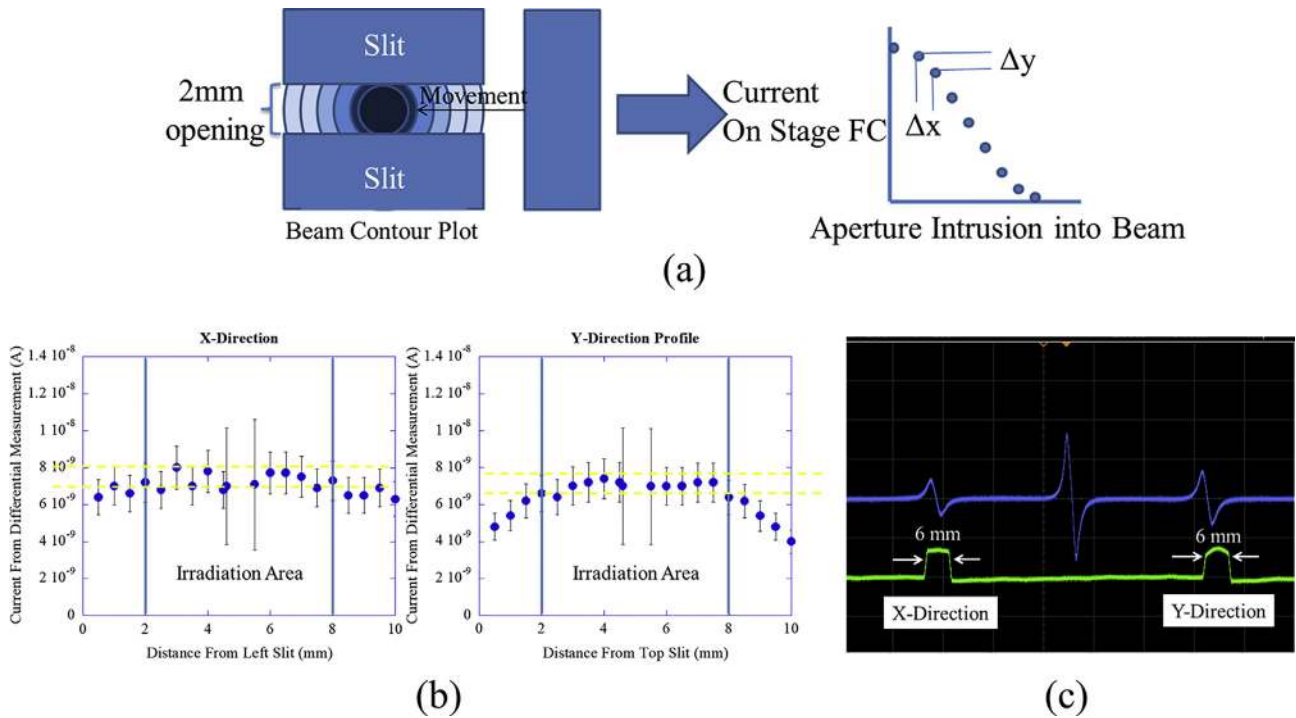 Slit
2mm
opening
Movement
Slit
Beam Contour Plot
Current
On Stage FC
Δy
Δx
Aperture Intrusion into Beam
(a)
X-Direction
Current From Differential Measurement (A)
1.4 10⁻⁸
1.2 10⁻⁸
1 10⁻⁸
8 10⁻⁹
6 10⁻⁹
4 10⁻⁹
2 10⁻⁹
0
Irradiation Area
0 2 4 6 8 10
Distance From Left Slit (mm)
Y-Direction Profile
Current From Differential Measurement (A)
1.4 10⁻⁸
1.2 10⁻⁸
1 10⁻⁸
8 10⁻⁹
6 10⁻⁹
4 10⁻⁹
2 10⁻⁹
0
Irradiation Area
0 2 4 6 8 10
Distance From Top Slit (mm)
(b)
6 mm
6 mm
X-Direction
Y-Direction
(c)